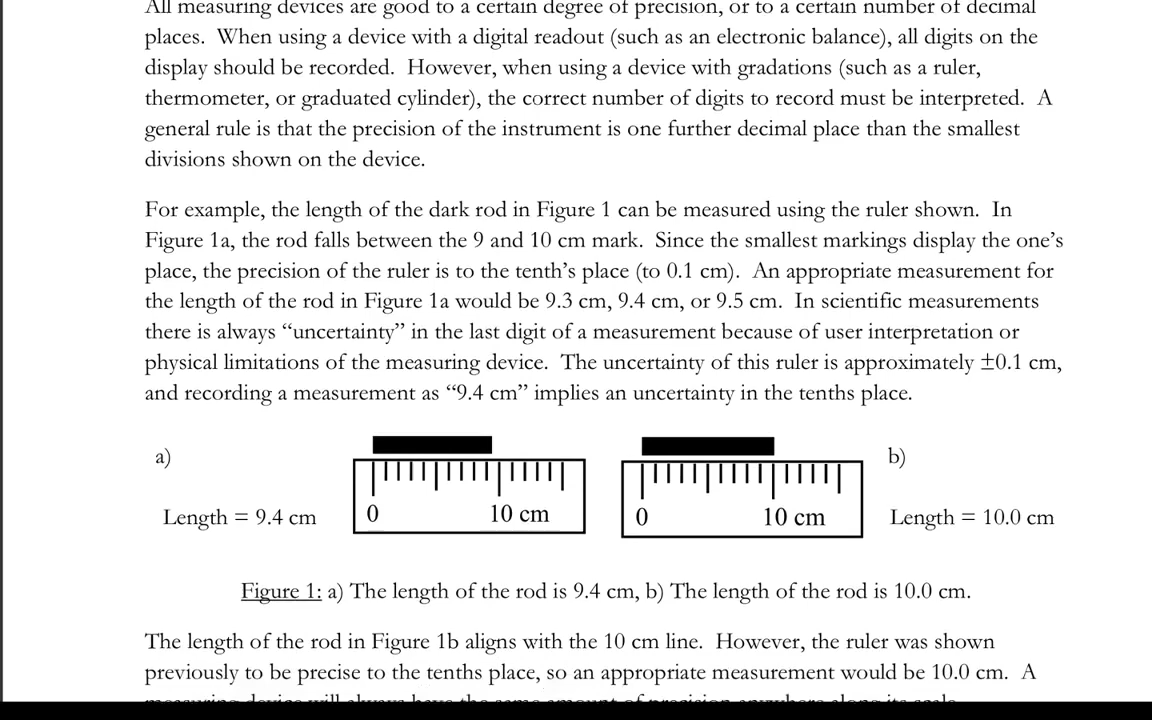 All measuring devices are good to a certain degree of precision, or to a certain number of decimal
places.  When using a device with a digital readout (such as an electronic balance), all digits on the
display should be recorded.  However, when using a device with gradations (such as a ruler,
thermometer, or graduated cylinder), the correct number of digits to record must be interpreted.  A
general rule is that the precision of the instrument is one further decimal place than the smallest
divisions shown on the device.
For example, the length of the dark rod in Figure 1 can be measured using the ruler shown.  In
Figure 1a, the rod falls between the 9 and 10 cm mark.  Since the smallest markings display the one's
place, the precision of the ruler is to the tenth's place (to 0.1 cm).  An appropriate measurement for
the length of the rod in Figure 1a would be 9.3 cm, 9.4 cm, or 9.5 cm.  In scientific measurements
there is always "uncertainty" in the last digit of a measurement because of user interpretation or
physical limitations of the measuring device.  The uncertainty of this ruler is approximately ±0.1 cm,
and recording a measurement as "9.4 cm" implies an uncertainty in the tenths place.
a)
Length = 9.4 cm
0 10 cm
0 10 cm
b)
Length = 10.0 cm
Figure 1: a) The length of the rod is 9.4 cm, b) The length of the rod is 10.0 cm.
The length of the rod in Figure 1b aligns with the 10 cm line.  However, the ruler was shown
previously to be precise to the tenths place, so an appropriate measurement would be 10.0 cm.  A
measuring device will always have the same amount of precision anywhere along its scale.